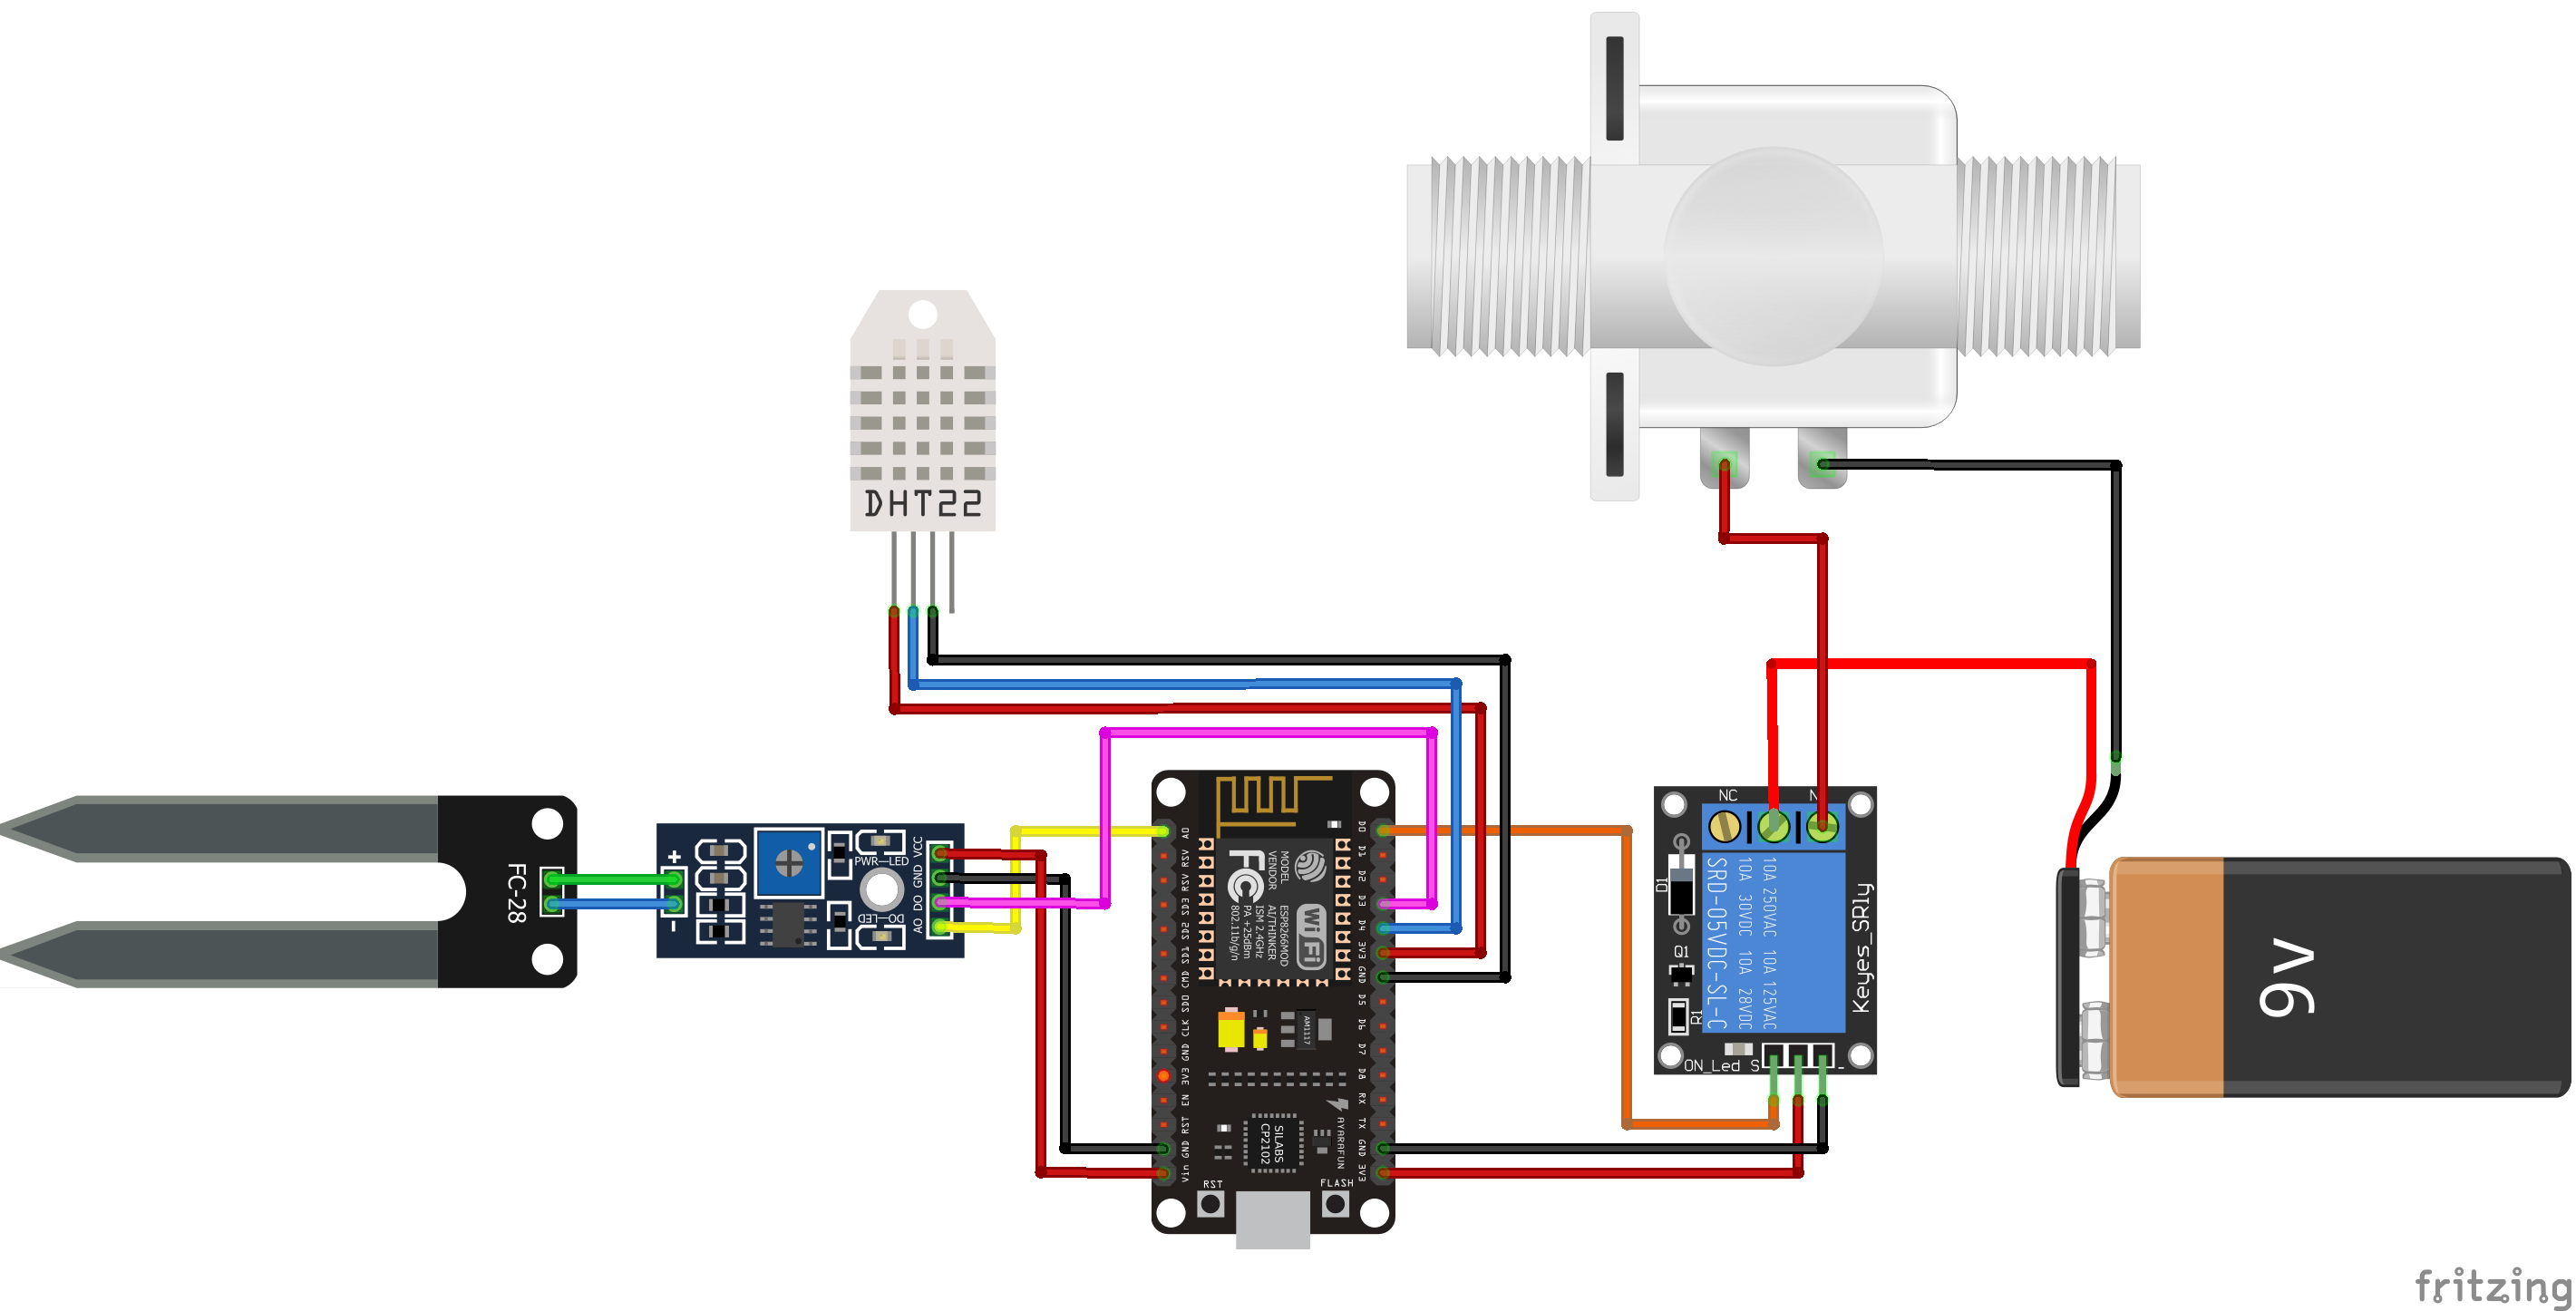 DHT22
FC-28
+
-
PWR-LED
DO-LED
VCC
GND
DO
AO
A0
RSV
RSV
SD3
SD2
SD1
CMD
SD0
CLK
GND
3V3
EN
RST
GND
Vin
D0
D1
D2
D3
D4
3V3
GND
D5
D6
D7
D8
RX
TX
GND
3V3
FC
MODEL
VENDOR
ESP8266MOD
AI/THINKER
ISM 2.4GHz
PA +25dBm
802.11b/g/n
WiFi
AM1117
SILABS
CP2102
AYARAFUN
RST
FLASH
NC
N
D1
Q1
R1
SRD-05VDC-SL-C
10A 30VDC 10A 28VDC
10A 250VAC 10A 125VAC
Keyes_SRly
ON_Led
S
-
9v
fritzing